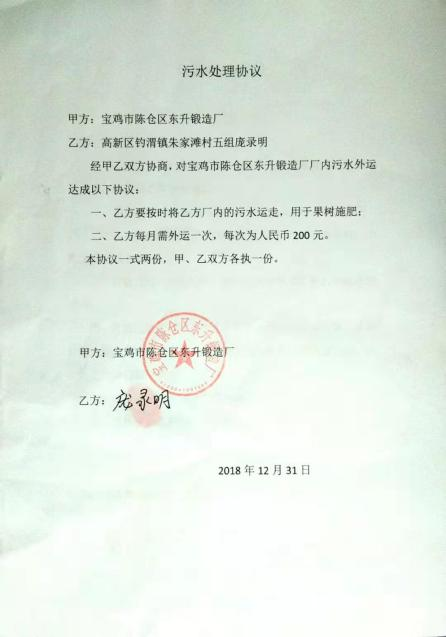 污水处理协议
甲方：宝鸡市陈仓区东升锻造厂
乙方：高新区钓渭镇朱家滩村五组庞录明
经甲乙双方协商，对宝鸡市陈仓区东升锻造厂厂内污水外运
达成以下协议：
一、乙方要按时将乙方厂内的污水运走，用于果树施肥；
二、乙方每月需外运一次，每次为人民币 200 元。
本协议一式两份，甲、乙双方各执一份。
甲方：宝鸡市陈仓区东升锻造厂
宝鸡市陈仓区东升锻造厂
乙方：庞录明
2018 年 12 月 31 日